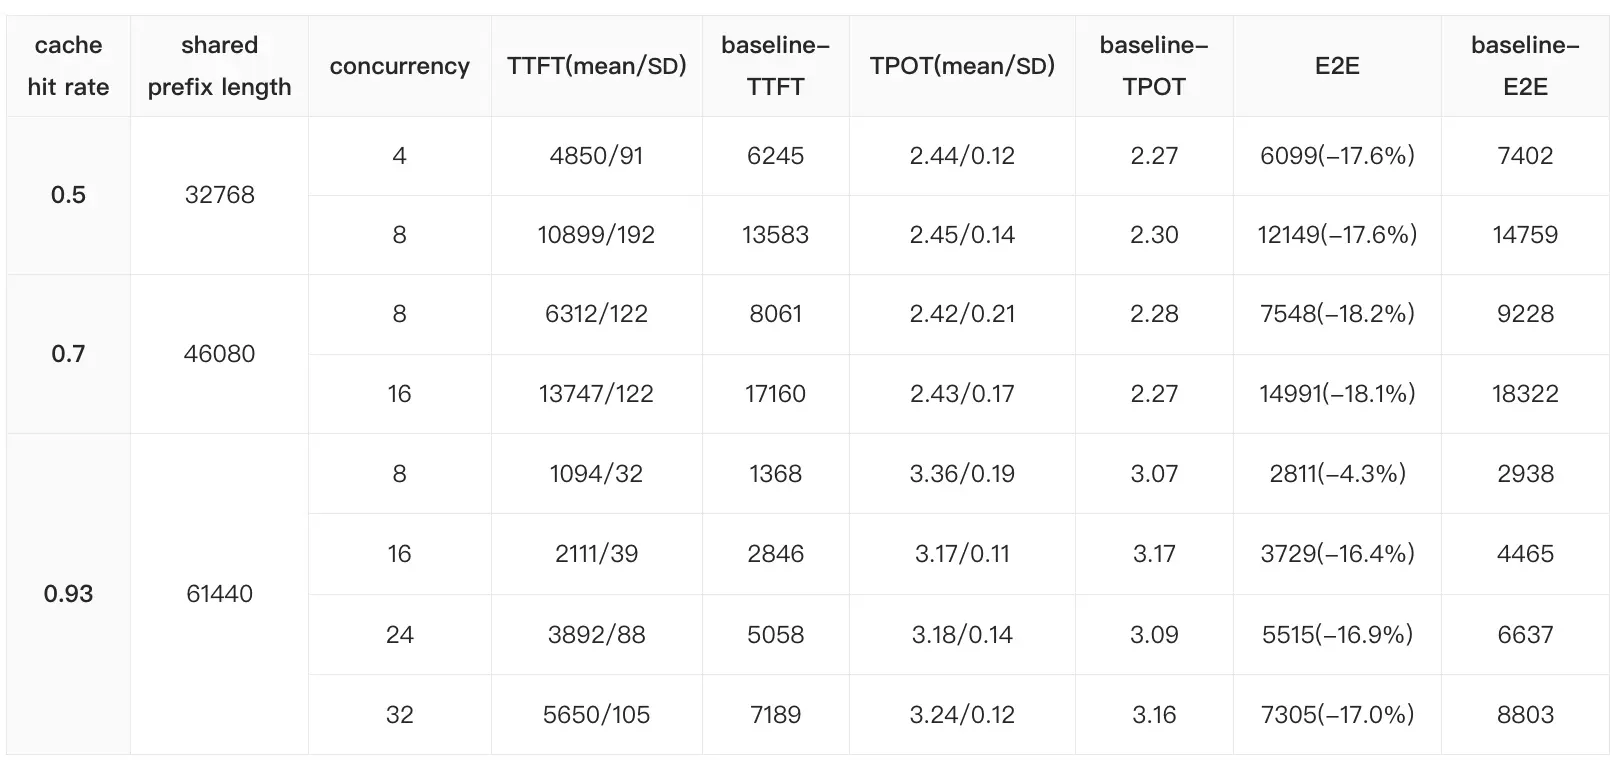 cache hit rate | shared prefix length | concurrency | TTFT(mean/SD) | baseline-TTFT | TPOT(mean/SD) | baseline-TPOT | E2E | baseline-E2E
0.5 | 32768 | 4 | 4850/91 | 6245 | 2.44/0.12 | 2.27 | 6099(-17.6%) | 7402
8 | 10899/192 | 13583 | 2.45/0.14 | 2.30 | 12149(-17.6%) | 14759
0.7 | 46080 | 8 | 6312/122 | 8061 | 2.42/0.21 | 2.28 | 7548(-18.2%) | 9228
16 | 13747/122 | 17160 | 2.43/0.17 | 2.27 | 14991(-18.1%) | 18322
0.93 | 61440 | 8 | 1094/32 | 1368 | 3.36/0.19 | 3.07 | 2811(-4.3%) | 2938
16 | 2111/39 | 2846 | 3.17/0.11 | 3.17 | 3729(-16.4%) | 4465
24 | 3892/88 | 5058 | 3.18/0.14 | 3.09 | 5515(-16.9%) | 6637
32 | 5650/105 | 7189 | 3.24/0.12 | 3.16 | 7305(-17.0%) | 8803